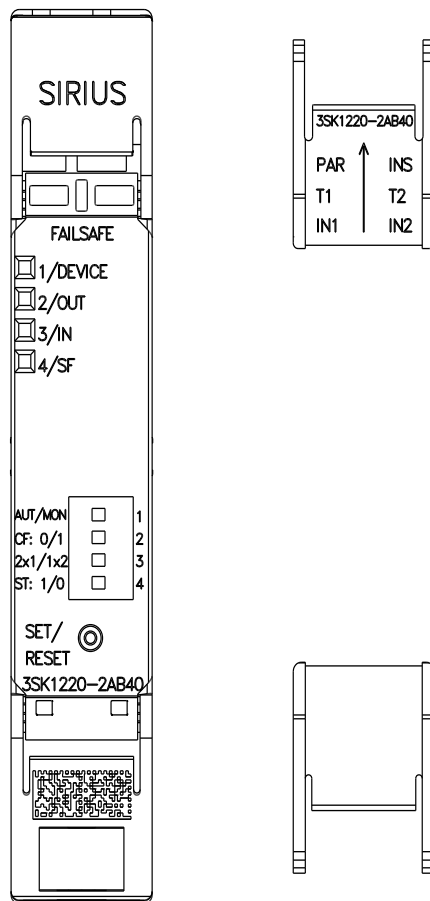 SIRIUS
FAILSAFE
1/DEVICE
2/OUT
3/IN
4/SF
AUT/MON 1
CF: 0/1 2
2x1/1x2 3
ST: 1/0 4
SET/
RESET
3SK1220-2AB40
3SK1220-2AB40
PAR INS
T1 T2
IN1 IN2